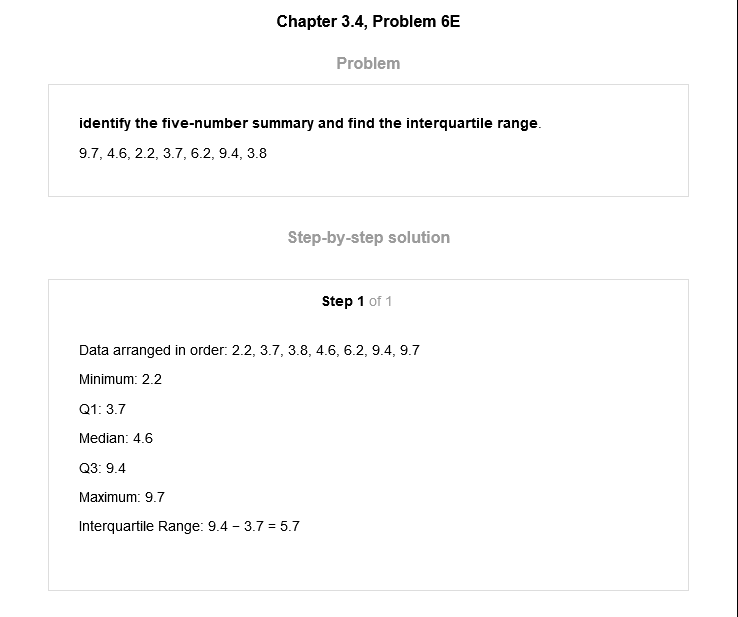 Chapter 3.4, Problem 6E
Problem
identify the five-number summary and find the interquartile range.
9.7, 4.6, 2.2, 3.7, 6.2, 9.4, 3.8
Step-by-step solution
Step 1 of 1
Data arranged in order: 2.2, 3.7, 3.8, 4.6, 6.2, 9.4, 9.7
Minimum: 2.2
Q1: 3.7
Median: 4.6
Q3: 9.4
Maximum: 9.7
Interquartile Range: 9.4 − 3.7 = 5.7